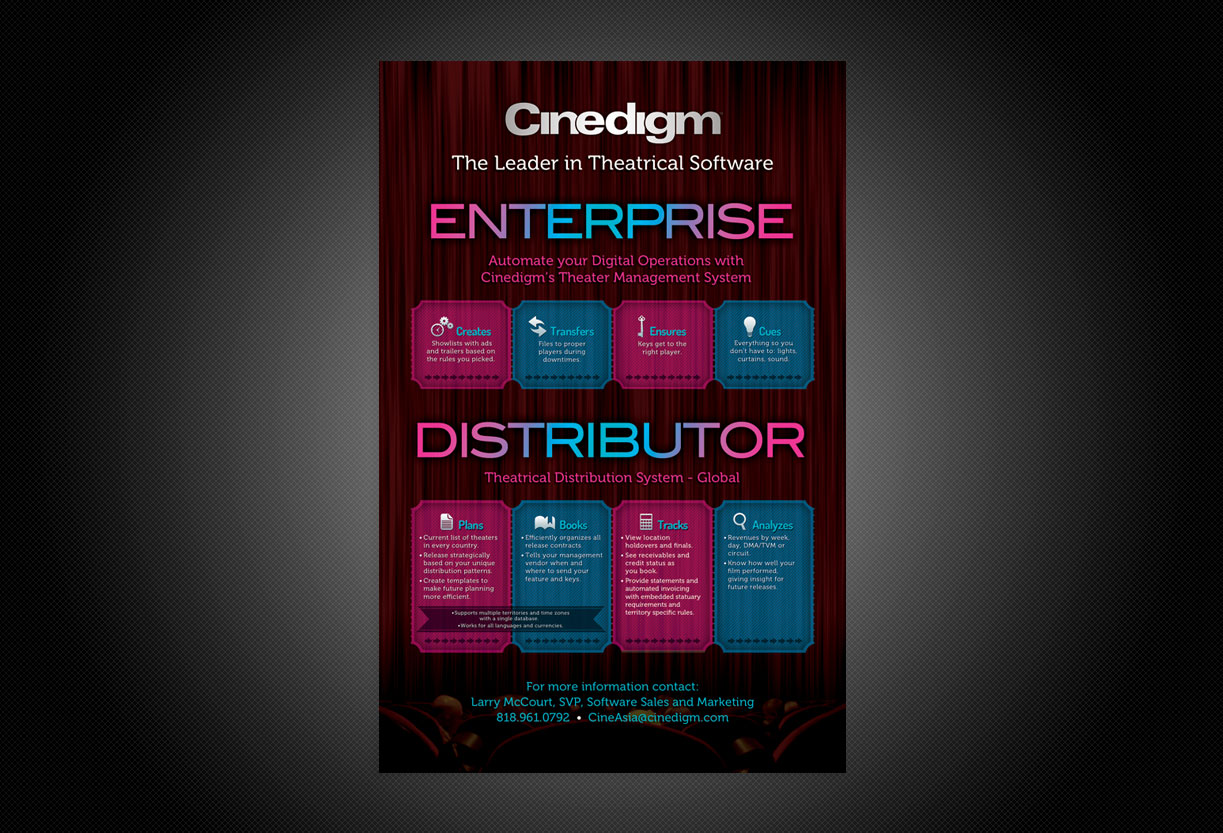 Cinedigm
The Leader in Theatrical Software
ENTERPRISE
Automate your Digital Operations with
Cinedigm's Theater Management System
Creates
Showlists with ads
and trailers based on
the rules you picked.
Transfers
Files to proper
players during
downtimes.
Ensures
Keys get to the
right player.
Cues
Everything so you
don't have to: lights,
curtains, sound.
DISTRIBUTOR
Theatrical Distribution System - Global
Plans
• Current list of theaters
in every country.
• Release strategically
based on your unique
distribution patterns.
• Create templates to
make future planning
more efficient.
Books
• Efficiently organizes all
release contracts.
• Tells your management
vendor when and
where to send your
feature and keys.
• Supports multiple territories and time zones
with a single database
• Works for all languages and currencies.
Tracks
• View location
holdovers and finals.
• See receivables and
credit status as
you book.
• Provide statements and
automated invoicing
with embedded statuary
requirements and
territory specific rules.
Analyzes
• Revenues by week,
day, DMA/TVM or
circuit.
• Know how well your
film performed,
giving insight for
future releases.
For more information contact:
Larry McCourt, SVP, Software Sales and Marketing
818.961.0792 • CineAsia@cinedigm.com